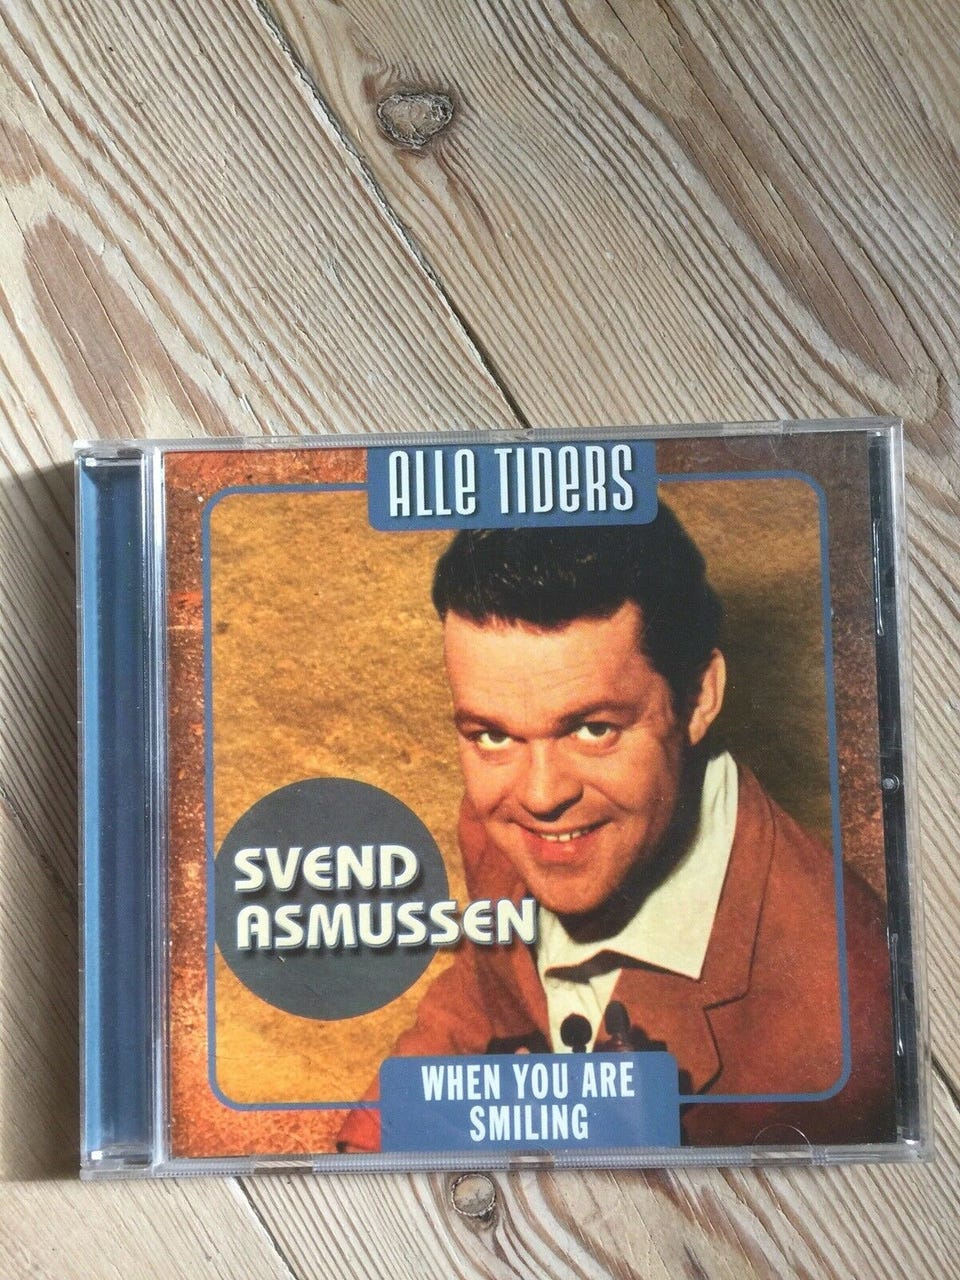 ALLE TIDERS
SVEND
ASMUSSEN
WHEN YOU ARE
SMILING